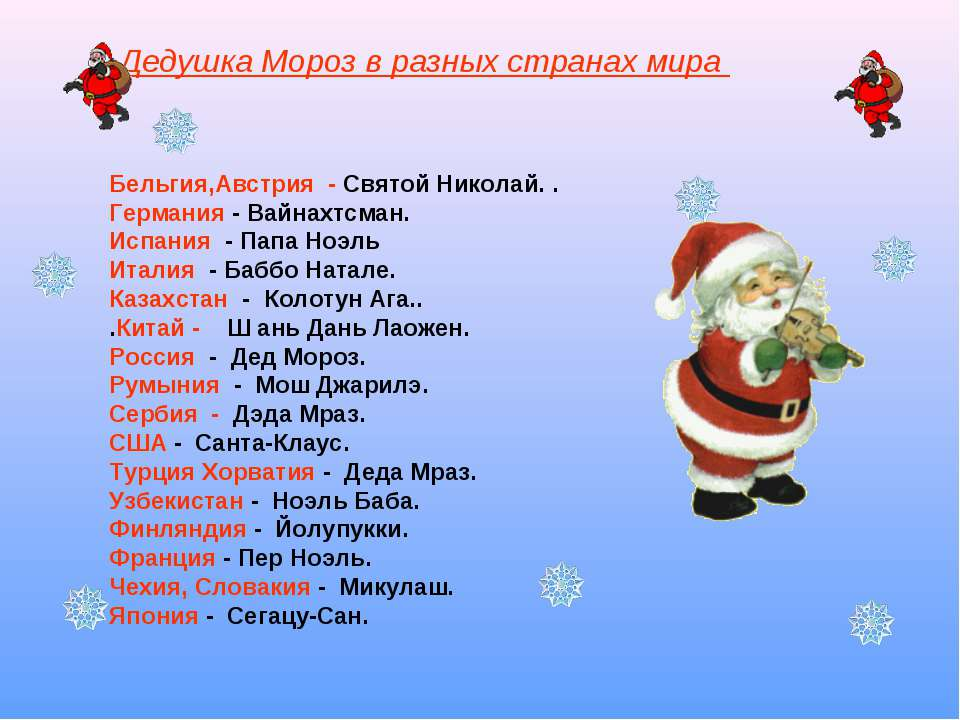 Дедушка Мороз в разных странах мира
Бельгия,Австрия - Святой Николай. .
Германия - Вайнахтсман.
Испания - Папа Ноэль
Италия - Баббо Натале.
Казахстан - Колотун Ага..
.Китай - Ш ань Дань Лаожен.
Россия - Дед Мороз.
Румыния - Мош Джарилэ.
Сербия - Дэда Мраз.
США - Санта-Клаус.
Турция Хорватия - Деда Мраз.
Узбекистан - Ноэль Баба.
Финляндия - Йолупукки.
Франция - Пер Ноэль.
Чехия, Словакия - Микулаш.
Япония - Сегацу-Сан.